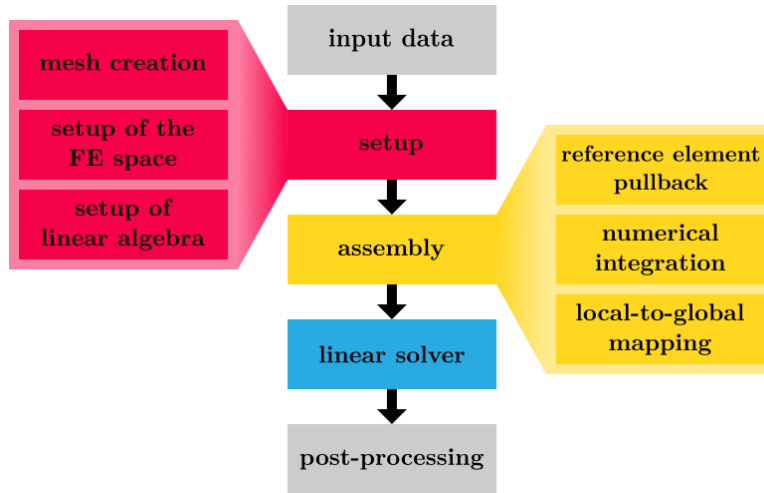 input data
mesh creation
setup of the
FE space
setup of
linear algebra
setup
assembly
reference element
pullback
numerical
integration
local-to-global
mapping
linear solver
post-processing